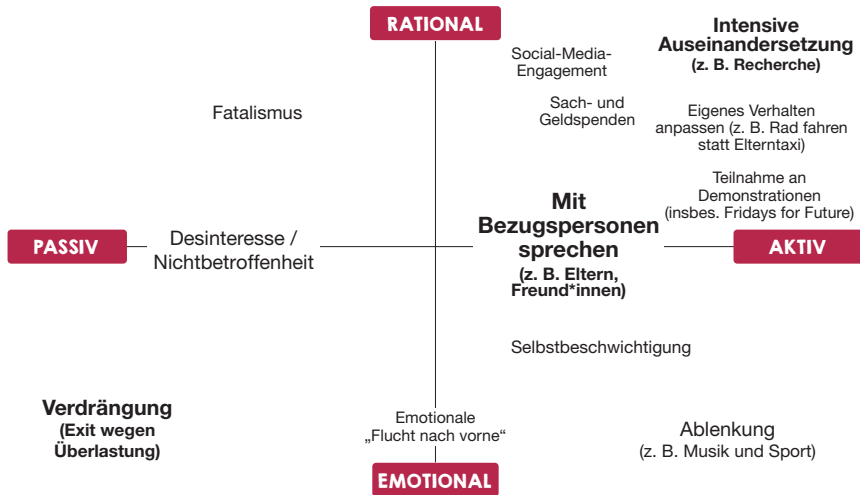 RATIONAL
Intensive
Auseinandersetzung
(z. B. Recherche)
Social-Media-
Engagement
Fatalismus
Sach- und
Geldspenden
Eigenes Verhalten
anpassen (z. B. Rad fahren
statt Elterntaxi)
Teilnahme an
Demonstrationen
(insbes. Fridays for Future)
Mit
Bezugspersonen
sprechen
(z. B. Eltern,
Freund*innen)
PASSIV
Desinteresse /
Nichtbetroffenheit
AKTIV
Selbstbeschwichtigung
Verdrängung
(Exit wegen
Überlastung)
Emotionale
„Flucht nach vorne“
Ablenkung
(z. B. Musik und Sport)
EMOTIONAL